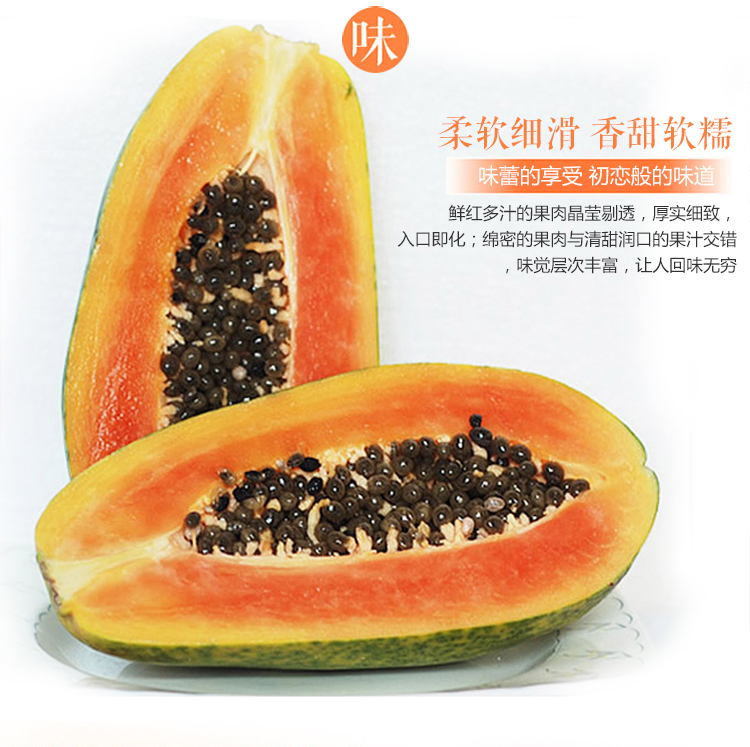 味
柔软细滑 香甜软糯
味蕾的享受 初恋般的味道
鲜红多汁的果肉晶莹剔透，厚实细致，
入口即化；绵密的果肉与清甜润口的果汁交错
，味觉层次丰富，让人回味无穷